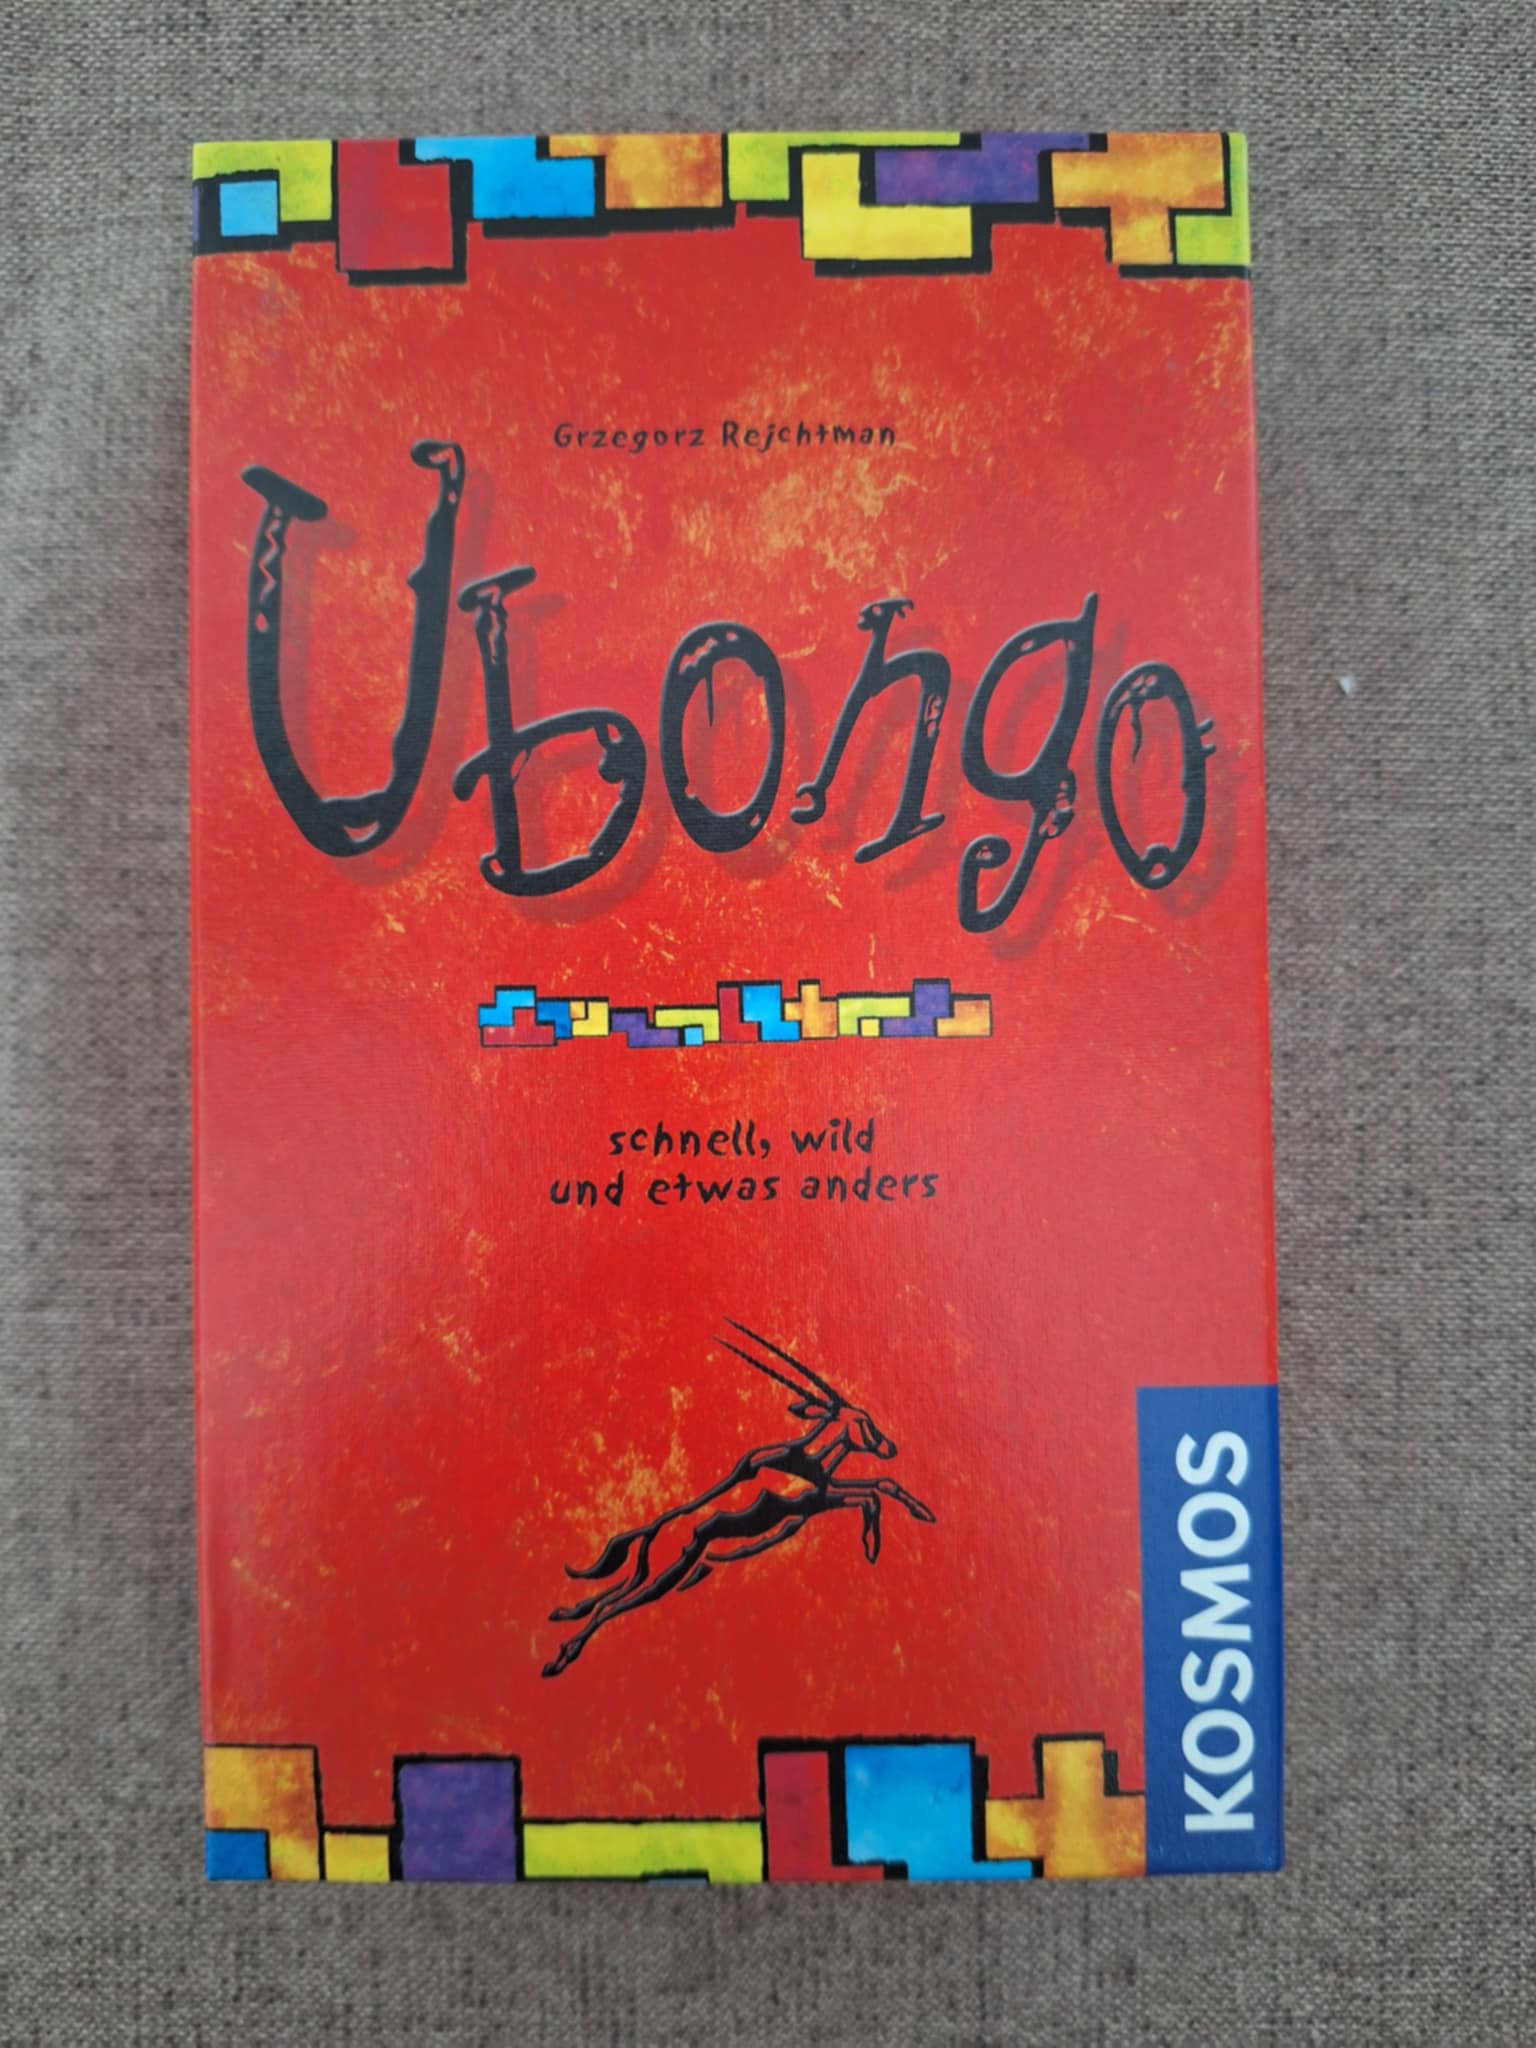 Grzegorz Rejchtman
Ubongo
schnell, wild
und etwas anders
KOSMOS